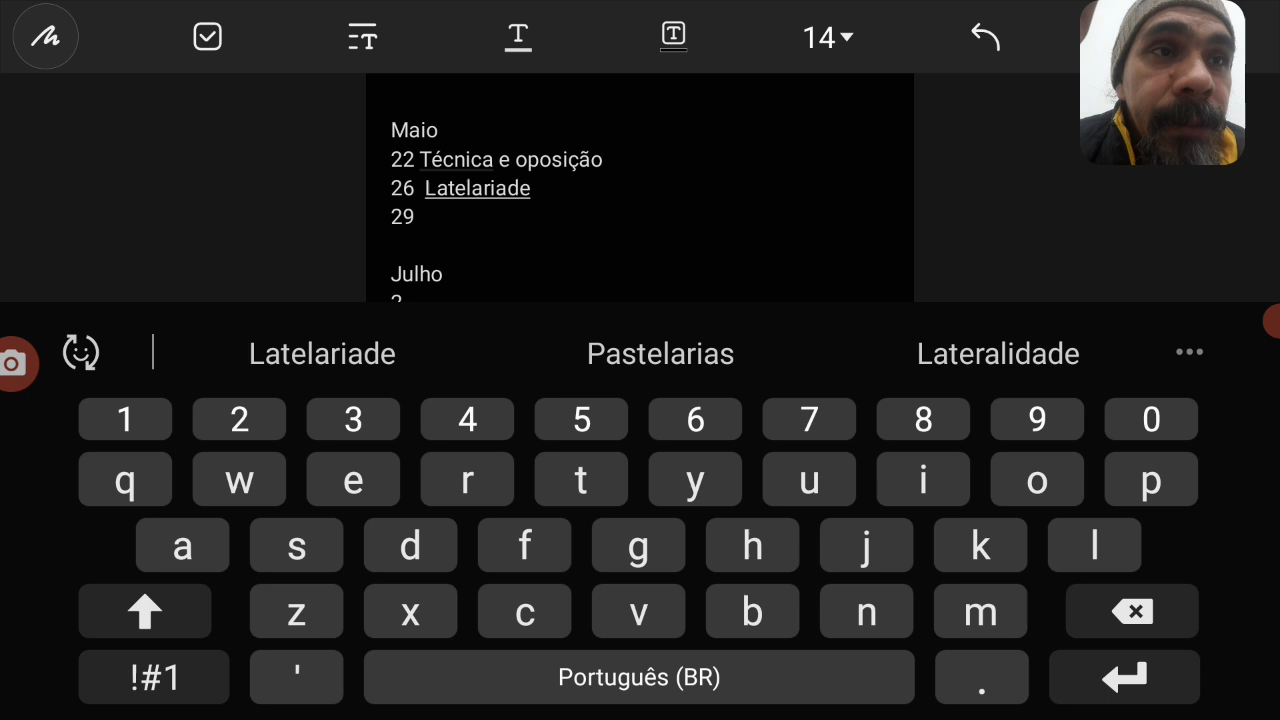 14
Maio
22 Técnica e oposição
26 Latelariade
29
Julho
Latelariade Pastelarias Lateralidade
1 2 3 4 5 6 7 8 9 0
q w e r t y u i o p
a s d f g h j k l
z x c v b n m
!#1 ' Português (BR) .